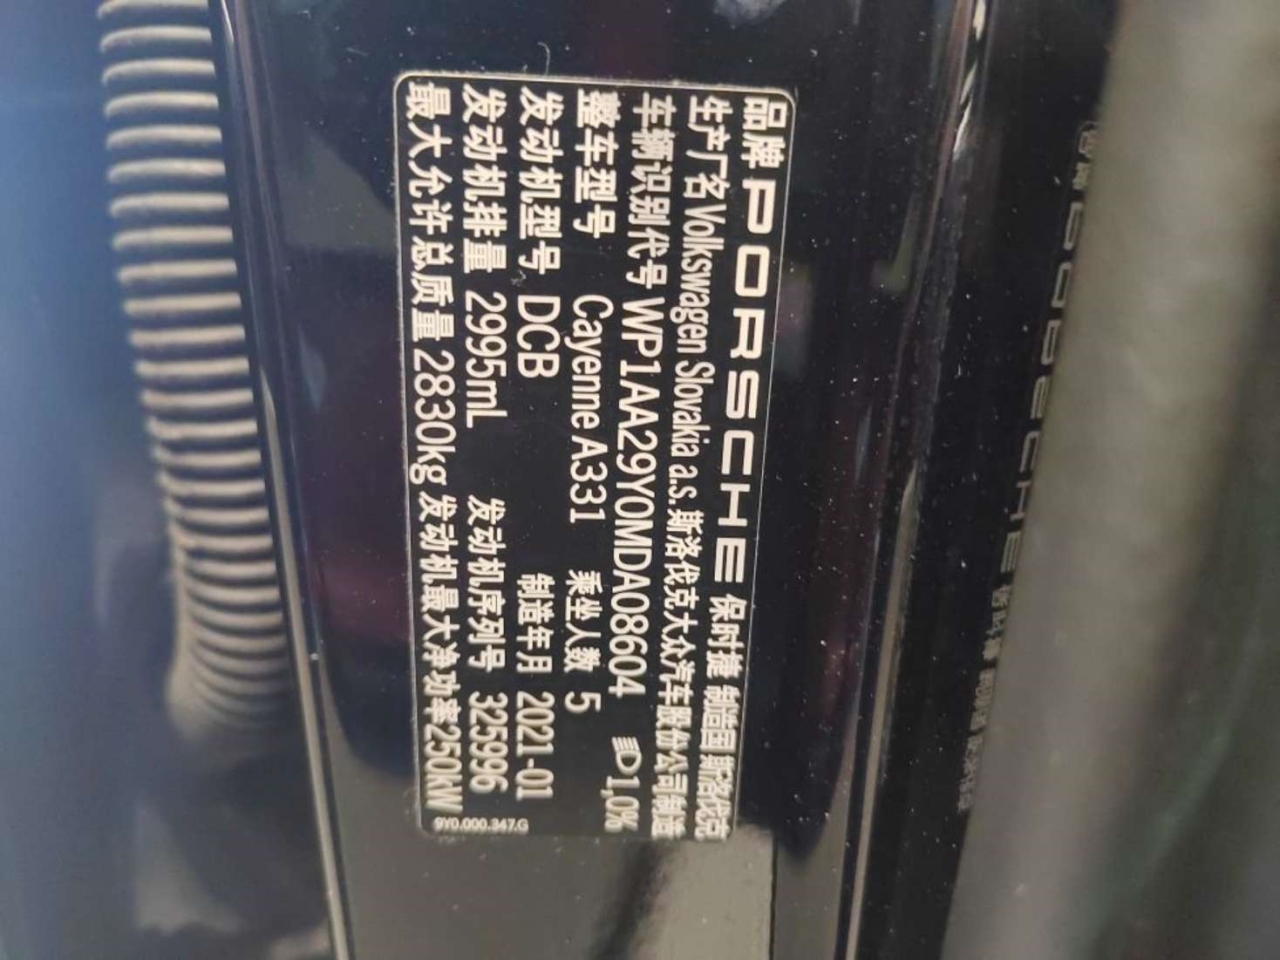 品牌 PORSCHE 保时捷 制造国 斯洛伐克
生产厂名 Volkswagen Slovakia a.s. 斯洛伐克大众汽车股份公司制造
车辆识别代号 WP1AA29Y0MDA08604 1,0%
整车型号 Cayenne A331 乘坐人数 5
发动机型号 DCB 制造年月 2021-01
发动机排量 2995mL 发动机序列号 325996
最大允许总质量 2830kg 发动机最大净功率 250kW
9Y0.000.347.G